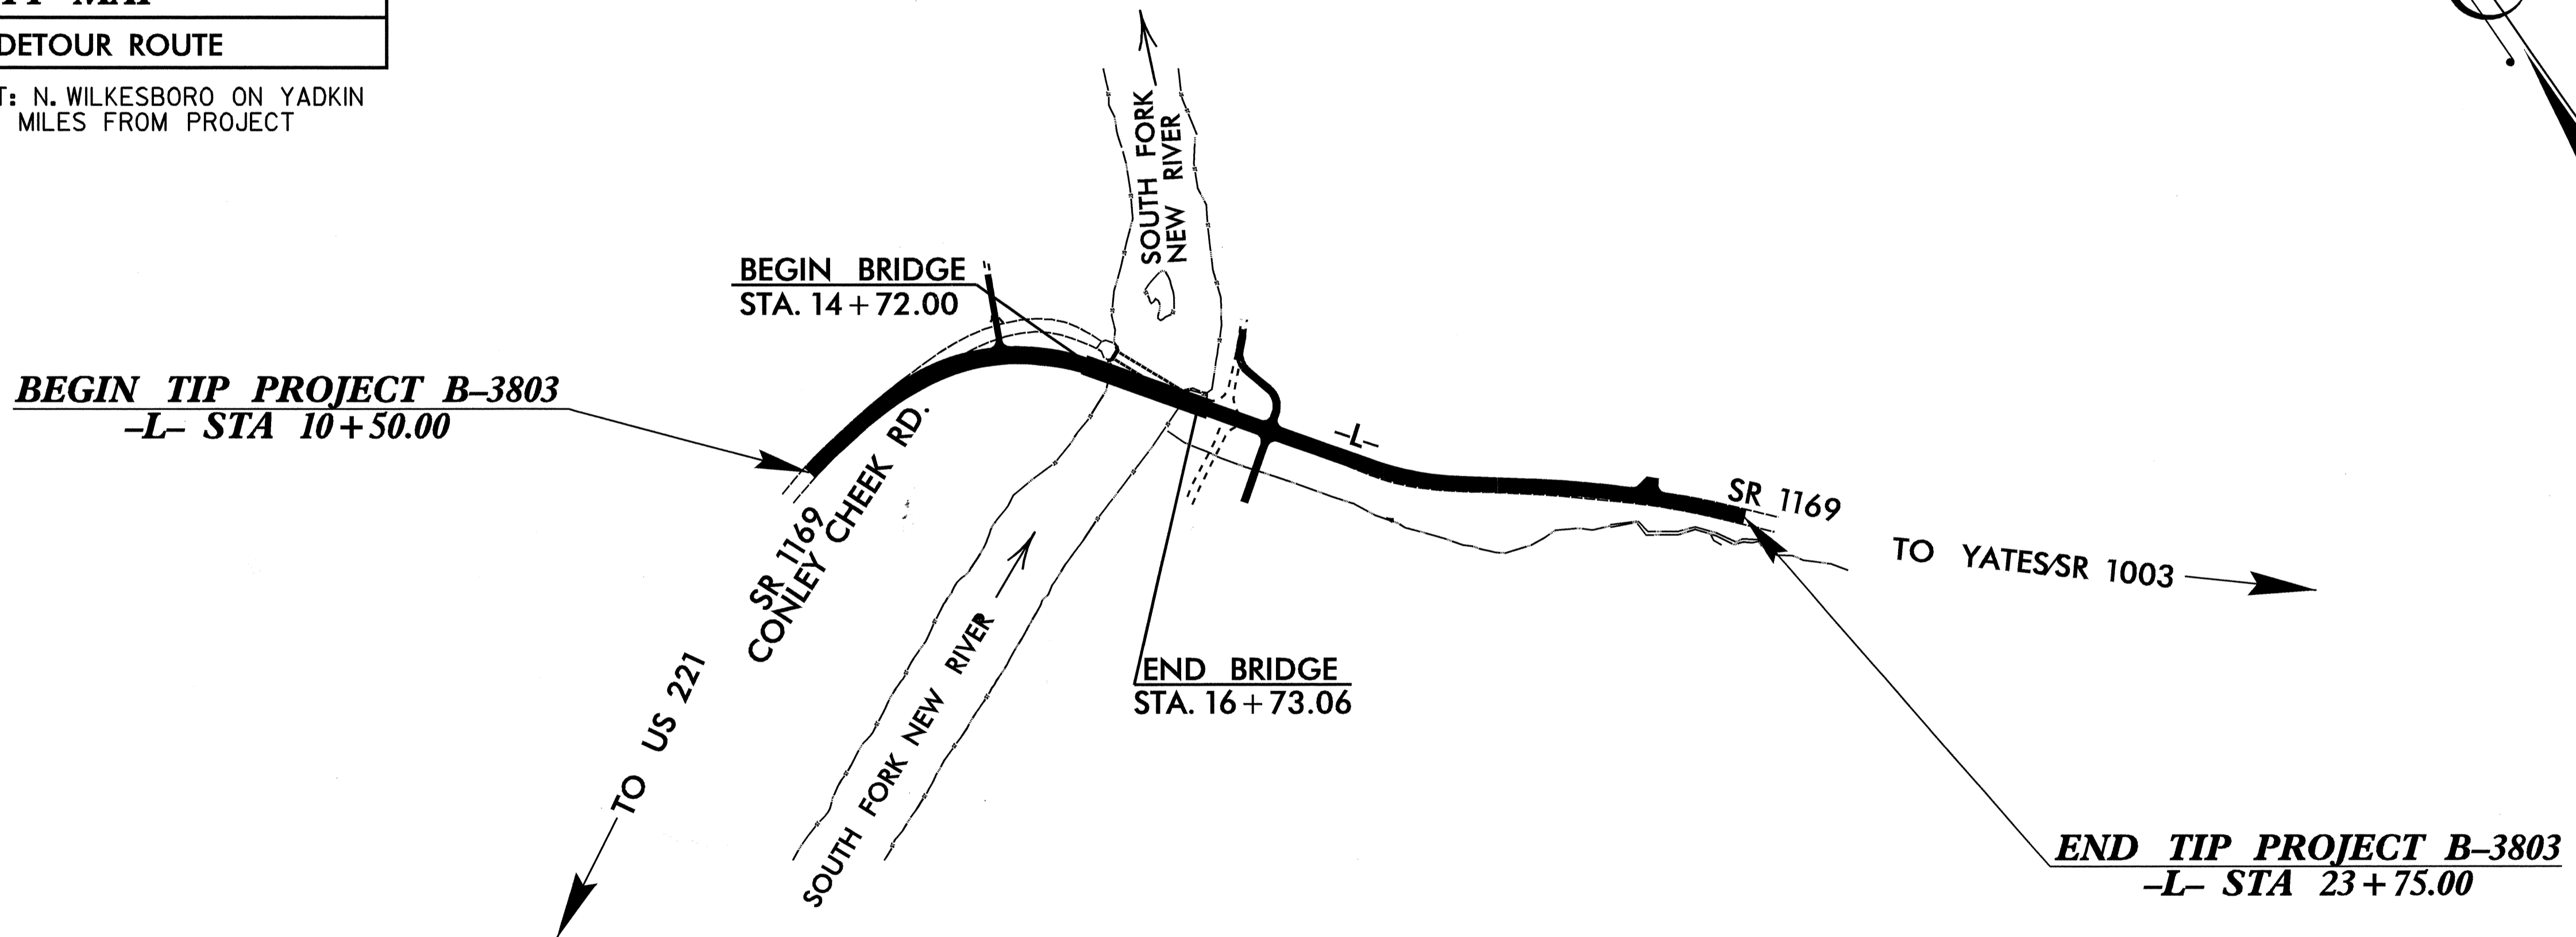 DETOUR ROUTE
N. WILKESBORO ON YADKIN
MILES FROM PROJECT
SOUTH FORK
NEW RIVER
BEGIN BRIDGE
STA. 14+72.00
BEGIN TIP PROJECT B-3803
-L- STA 10+50.00
-L-
SR 1169
CONLEY CHEEK RD.
SR 1169
TO YATES/SR 1003
TO US 221
SOUTH FORK NEW RIVER
END BRIDGE
STA. 16+73.06
END TIP PROJECT B-3803
-L- STA 23+75.00